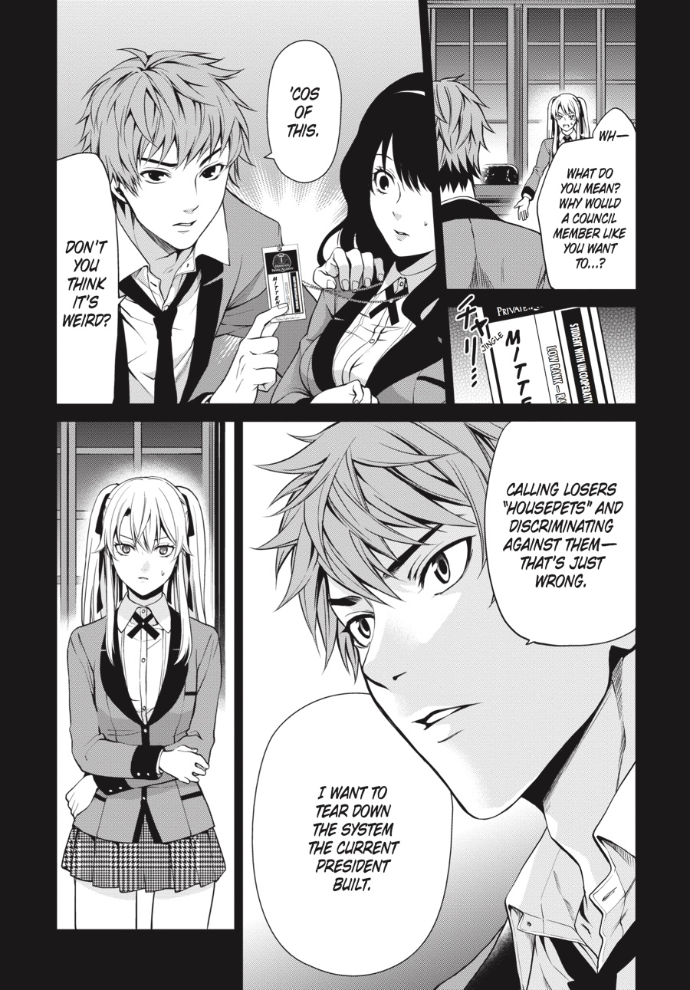 WH—
WHAT DO
YOU MEAN?
WHY WOULD
A COUNCIL
MEMBER LIKE
YOU WANT
TO...?
チャリ…
JINGLE
PRIVATE
MITTE
STUDENT WITH UNCOOPERATIV
LOW RANK —
'COS
OF
THIS.
MITTE
DON'T
YOU
THINK
IT'S
WEIRD?
CALLING LOSERS
"HOUSEPETS" AND
DISCRIMINATING
AGAINST THEM—
THAT'S JUST
WRONG.
I WANT TO
TEAR DOWN
THE SYSTEM
THE CURRENT
PRESIDENT
BUILT.